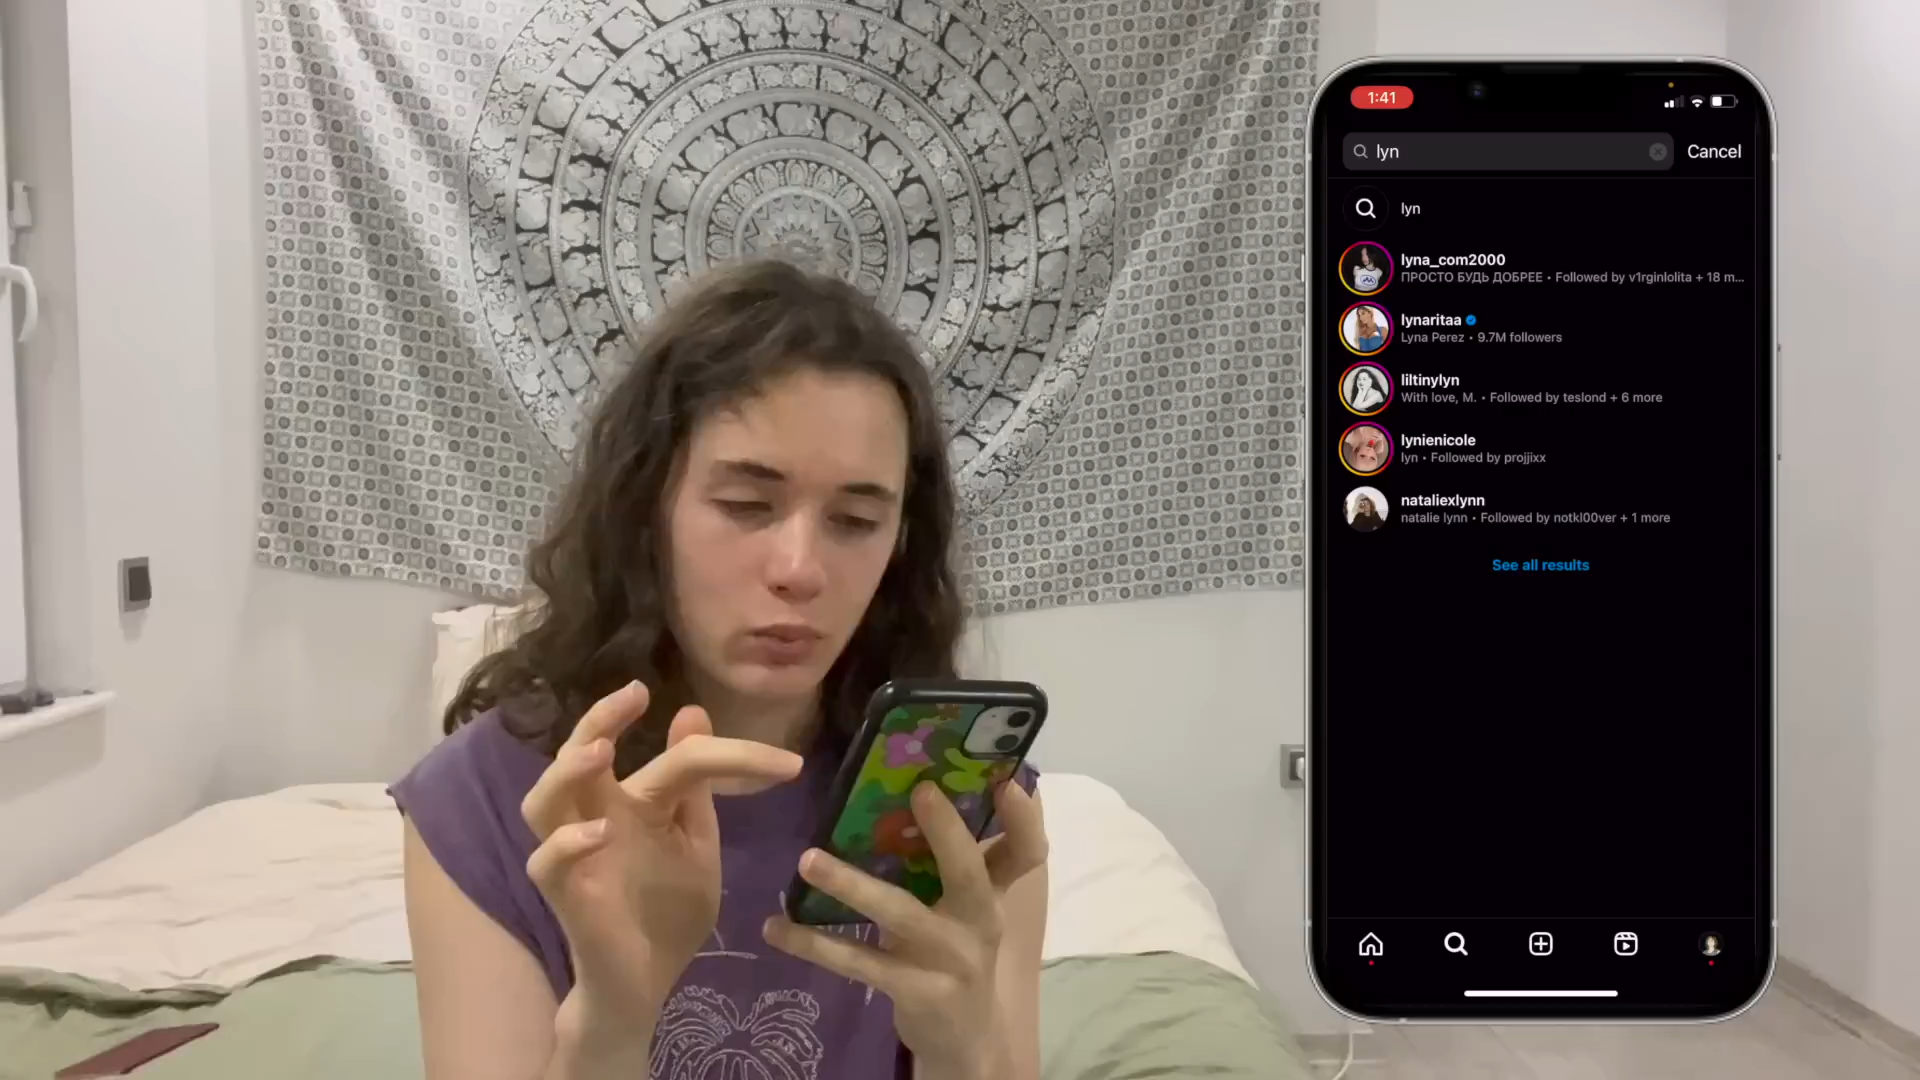 1:41
lyn
Cancel
lyn
lyna_com2000
ПРОСТО БУДЬ ДОБРЕЕ • Followed by v1rginlolita + 18 m...
lynaritaa
Lyna Perez • 9.7M followers
liltinylyn
With love, M. • Followed by teslond + 6 more
lynienicole
lyn • Followed by projjixx
nataliexlynn
natalie lynn • Followed by notkl00ver + 1 more
See all results